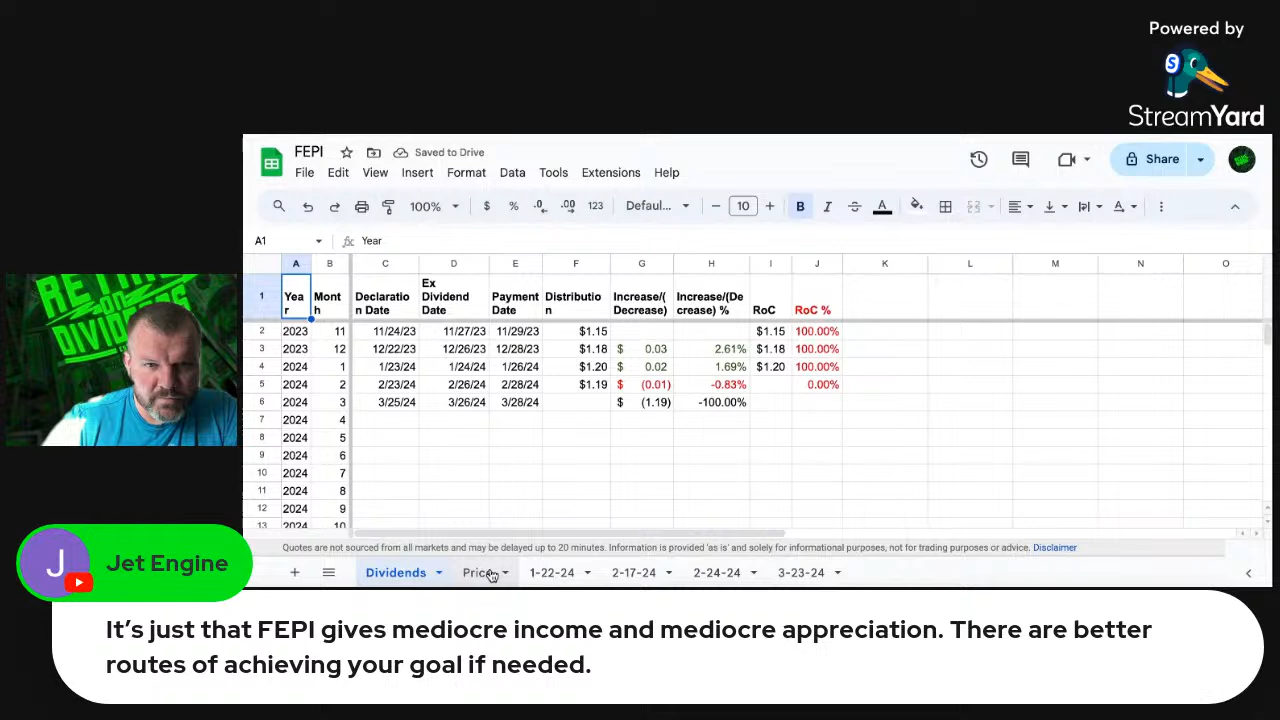 Powered by
StreamYard
FEPI
Saved to Drive
File Edit View Insert Format Data Tools Extensions Help
Share
100% $ % .0 .00 123 Defaul... 10 B I A
A1 fx Year
A B C D E F G H I J K L M N O
1 Year Month Declaration Date Ex Dividend Date Payment Date Distribution Increase/(Decrease) Increase/(Decrease) % RoC RoC %
2 2023 11 11/24/23 11/27/23 11/29/23 $1.15 $1.15 100.00%
3 2023 12 12/22/23 12/26/23 12/28/23 $1.18 $ 0.03 2.61% $1.18 100.00%
4 2024 1 1/23/24 1/24/24 1/26/24 $1.20 $ 0.02 1.69% $1.20 100.00%
5 2024 2 2/23/24 2/26/24 2/28/24 $1.19 $ (0.01) -0.83% 0.00%
6 2024 3 3/25/24 3/26/24 3/28/24 $ (1.19) -100.00%
7 2024 4
8 2024 5
9 2024 6
10 2024 7
11 2024 8
12 2024 9
13 2024 10
Quotes are not sourced from all markets and may be delayed up to 20 minutes. Information is provided 'as is' and solely for informational purposes, not for trading purposes or advice. Disclaimer
Dividends Price 1-22-24 2-17-24 2-24-24 3-23-24
DIVIDENDS
J Jet Engine
It's just that FEPI gives mediocre income and mediocre appreciation. There are better
routes of achieving your goal if needed.